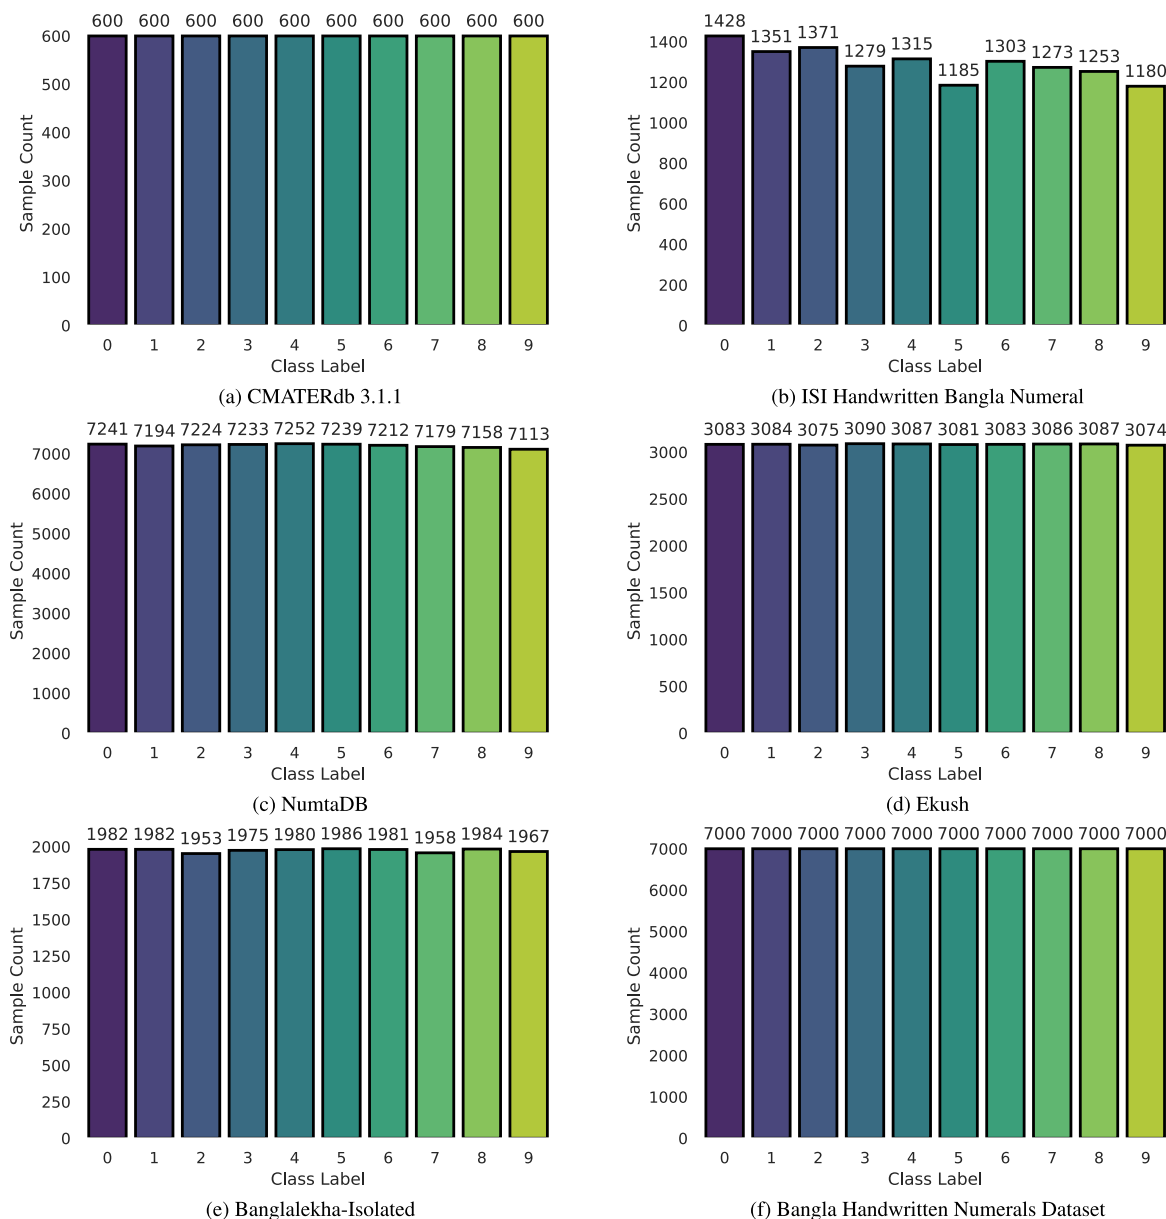 600 600 600 600 600 600 600 600 600 600
600
500
400
300
200
100
0
Sample Count
0 1 2 3 4 5 6 7 8 9
Class Label
(a) CMATERdb 3.1.1
1428 1351 1371 1279 1315 1185 1303 1273 1253 1180
1400
1200
1000
800
600
400
200
0
Sample Count
0 1 2 3 4 5 6 7 8 9
Class Label
(b) ISI Handwritten Bangla Numeral
7241 7194 7224 7233 7252 7239 7212 7179 7158 7113
7000
6000
5000
4000
3000
2000
1000
0
Sample Count
0 1 2 3 4 5 6 7 8 9
Class Label
(c) NumtaDB
3083 3084 3075 3090 3087 3081 3083 3086 3087 3074
3000
2500
2000
1500
1000
500
0
Sample Count
0 1 2 3 4 5 6 7 8 9
Class Label
(d) Ekush
1982 1982 1953 1975 1980 1986 1981 1958 1984 1967
2000
1750
1500
1250
1000
750
500
250
0
Sample Count
0 1 2 3 4 5 6 7 8 9
Class Label
(e) Banglalekha-Isolated
7000 7000 7000 7000 7000 7000 7000 7000 7000 7000
7000
6000
5000
4000
3000
2000
1000
0
Sample Count
0 1 2 3 4 5 6 7 8 9
Class Label
(f) Bangla Handwritten Numerals Dataset